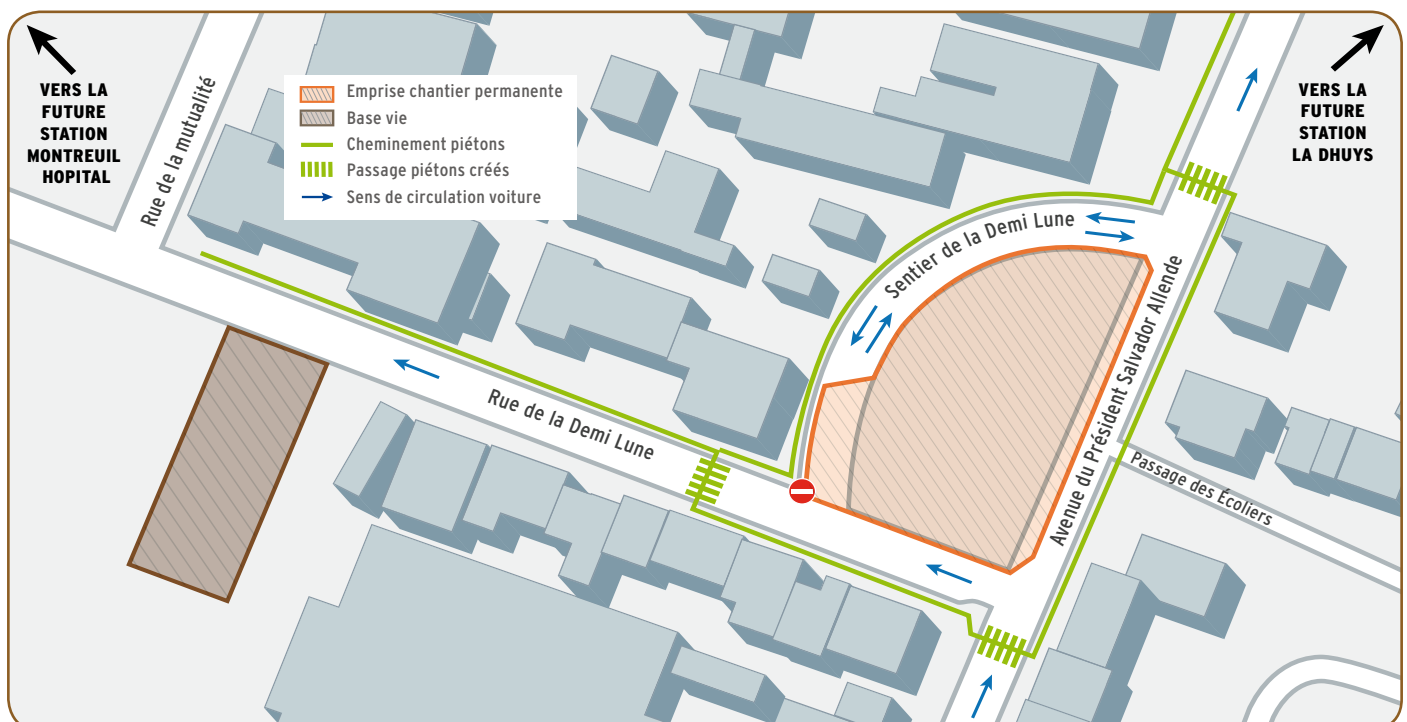 VERS LA
FUTURE
STATION
MONTREUIL
HOPITAL
Rue de la mutualité
Emprise chantier permanente
Base vie
Cheminement piétons
Passage piétons créés
Sens de circulation voiture
VERS LA
FUTURE
STATION
LA DHUYS
Sentier de la Demi Lune
Avenue du Président Salvador Allende
Rue de la Demi Lune
Passage des Écoliers